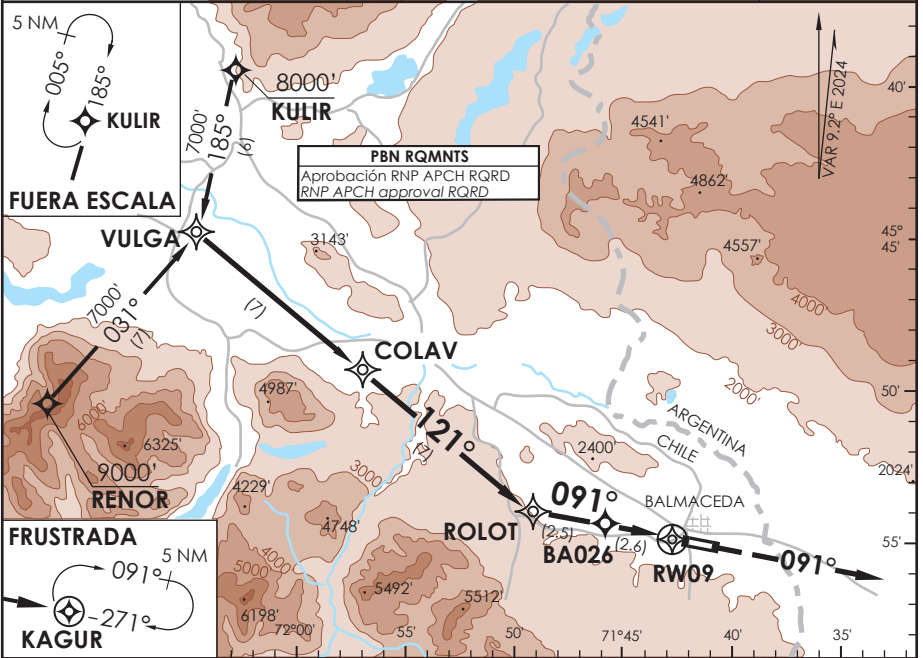 5 NM
005°
185°
KULIR
FUERA ESCALA
8000'
KULIR
7000'
185°
(6)
PBN RQMNTS
Aprobación RNP APCH RQRD
RNP APCH approval RQRD
VAR 9.2° E 2024
40'
4541'
4862'
VULGA
3143'
4557'
45°
45'
7000'
031°
(7)
(7)
4000'
3000'
2000'
COLAV
4987'
50'
6000'
6325'
9000'
RENOR
121°
(7)
3000'
ARGENTINA
CHILE
2400'
2024'
4229'
4748'
ROLOT
091°
(2.5)
BA026
(2.6)
BALMACEDA
RW09
091°
55'
FRUSTRADA
091°
5 NM
271°
KAGUR
4000'
5000'
6198'
5492'
5512'
72°00'
55'
50'
71°45'
40'
35'